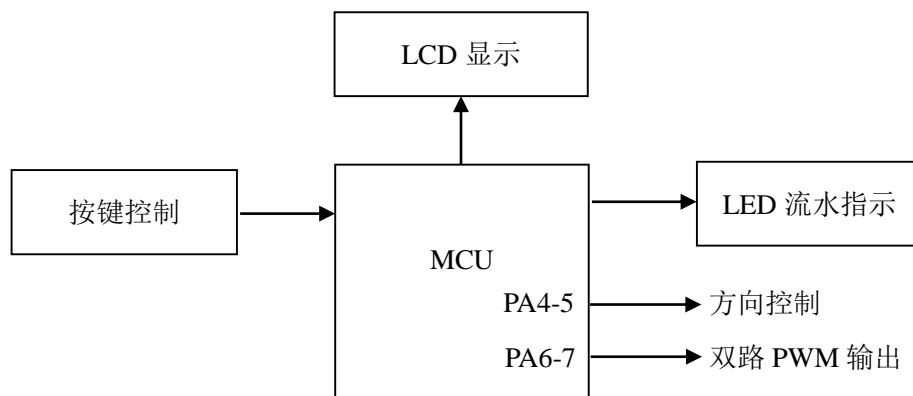 LCD 显示
按键控制
LED 流水指示
MCU
PA4-5
方向控制
PA6-7
双路 PWM 输出